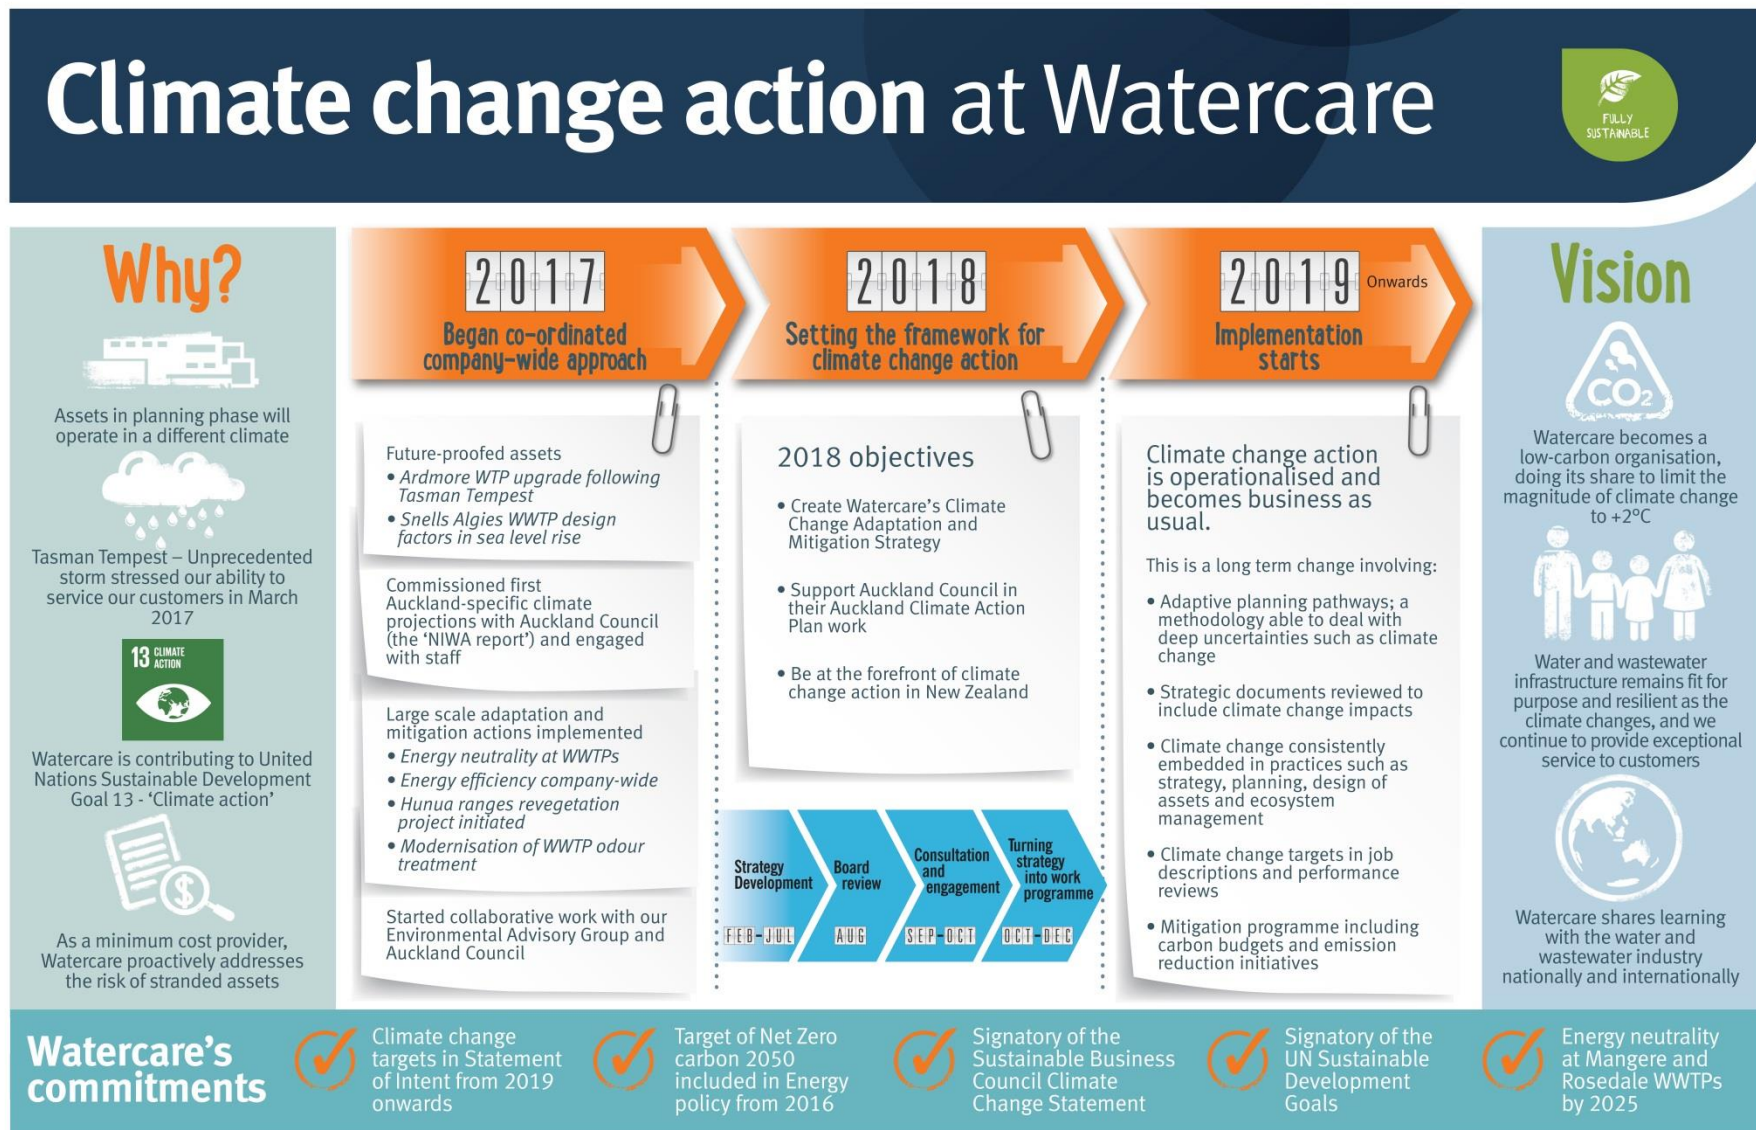 Climate change action at Watercare
FULLY
SUSTAINABLE
Why?
Assets in planning phase will
operate in a different climate
Tasman Tempest – Unprecedented
storm stressed our ability to
service our customers in March
2017
13 CLIMATE
ACTION
Watercare is contributing to United
Nations Sustainable Development
Goal 13 - ‘Climate action’
$
As a minimum cost provider,
Watercare proactively addresses
the risk of stranded assets
2017
Began co-ordinated
company-wide approach
Future-proofed assets
• Ardmore WTP upgrade following
Tasman Tempest
• Snells Algies WWTP design
factors in sea level rise
Commissioned first
Auckland-specific climate
projections with Auckland Council
(the ‘NIWA report’) and engaged
with staff
Large scale adaptation and
mitigation actions implemented
• Energy neutrality at WWTPs
• Energy efficiency company-wide
• Hunua ranges revegetation
project initiated
• Modernisation of WWTP odour
treatment
Started collaborative work with our
Environmental Advisory Group and
Auckland Council
2018
Setting the framework for
climate change action
2018 objectives
• Create Watercare’s Climate
Change Adaptation and
Mitigation Strategy
• Support Auckland Council in
their Auckland Climate Action
Plan work
• Be at the forefront of climate
change action in New Zealand
Strategy
Development
FEB-JUL
Board
review
AUG
Consultation
and
engagement
SEP-OCT
Turning
strategy
into work
programme
OCT-DEC
2019 Onwards
Implementation
starts
Climate change action
is operationalised and
becomes business as
usual.
This is a long term change involving:
• Adaptive planning pathways; a
methodology able to deal with
deep uncertainties such as climate
change
• Strategic documents reviewed to
include climate change impacts
• Climate change consistently
embedded in practices such as
strategy, planning, design of
assets and ecosystem
management
• Climate change targets in job
descriptions and performance
reviews
• Mitigation programme including
carbon budgets and emission
reduction initiatives
Vision
CO2
Watercare becomes a
low-carbon organisation,
doing its share to limit the
magnitude of climate change
to +2°C
Water and wastewater
infrastructure remains fit for
purpose and resilient as the
climate changes, and we
continue to provide exceptional
service to customers
Watercare shares learning
with the water and
wastewater industry
nationally and internationally
Watercare’s
commitments
Climate change
targets in Statement
of Intent from 2019
onwards
Target of Net Zero
carbon 2050
included in Energy
policy from 2016
Signatory of the
Sustainable Business
Council Climate
Change Statement
Signatory of the
UN Sustainable
Development
Goals
Energy neutrality
at Mangere and
Rosedale WWTPs
by 2025